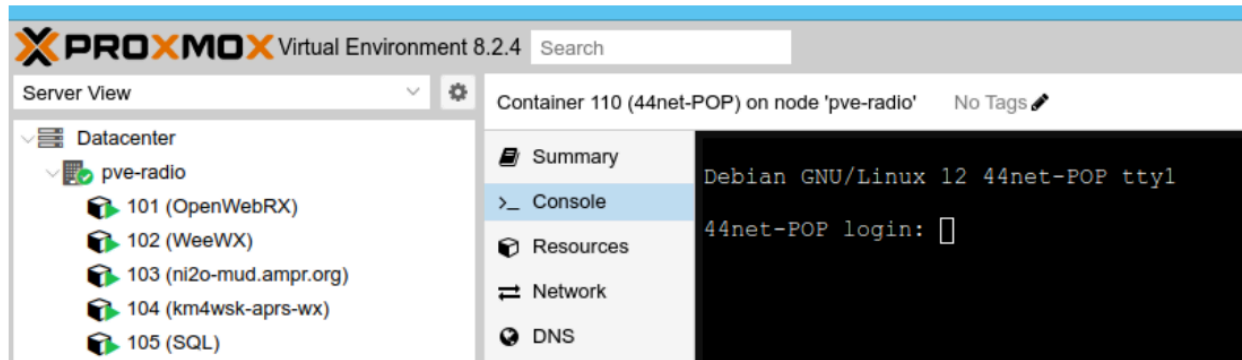 PROXMOX Virtual Environment 8.2.4 Search
Server View
Datacenter
pve-radio
101 (OpenWebRX)
102 (WeeWX)
103 (ni2o-mud.ampr.org)
104 (km4wsk-aprs-wx)
105 (SQL)
Container 110 (44net-POP) on node 'pve-radio' No Tags
Summary
>_ Console
Resources
Network
DNS
Debian GNU/Linux 12 44net-POP tty1
44net-POP login: